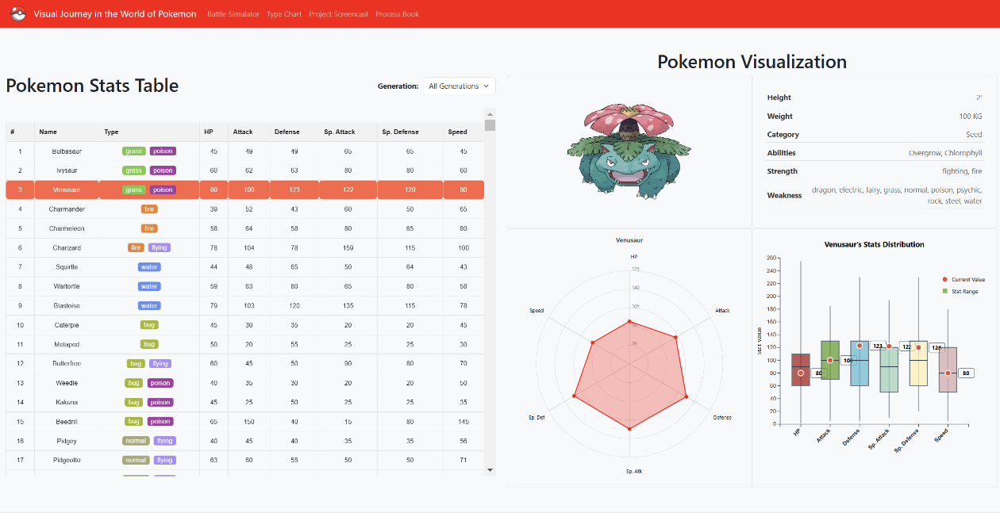 Visual Journey in the World of Pokemon Battle Simulator Type Chart Project Screencast Process Book
Pokemon Stats Table
Generation: All Generations
# Name Type HP Attack Defense Sp. Attack Sp. Defense Speed
1 Bulbasaur grass poison 45 49 49 65 65 45
2 Ivysaur grass poison 60 62 63 80 80 60
3 Venusaur grass poison 80 100 123 122 120 80
4 Charmander fire 39 52 43 60 50 65
5 Charmeleon fire 58 64 58 80 65 80
6 Charizard fire flying 78 104 78 159 115 100
7 Squirtle water 44 48 65 50 64 43
8 Wartortle water 59 63 80 65 80 58
9 Blastoise water 79 103 120 135 115 78
10 Caterpie bug 45 30 35 20 20 45
11 Metapod bug 50 20 55 25 25 30
12 Butterfree bug flying 60 45 50 90 80 70
13 Weedle bug poison 40 35 30 20 20 50
14 Kakuna bug poison 45 25 50 25 25 35
15 Beedrill bug poison 65 150 40 15 80 145
16 Pidgey normal flying 40 45 40 35 35 56
17 Pidgeotto normal flying 63 60 55 50 50 71
Pokemon Visualization
Height 2'
Weight 100 KG
Category Seed
Abilities Overgrow, Chlorophyll
Strength fighting, fire
Weakness dragon, electric, fairy, grass, normal, poison, psychic,
rock, steel, water
Venusaur
HP
175
140
105
70
35
Speed
Attack
Sp. Def
Defense
Sp. Atk
Venusaur's Stats Distribution
Current Value
Stat Range
Stat Value
260
240
220
200
180
160
140
120
100
80
60
40
20
0
80
100
123
122
120
80
HP
Attack
Defense
Sp. Attack
Sp. Defense
Speed